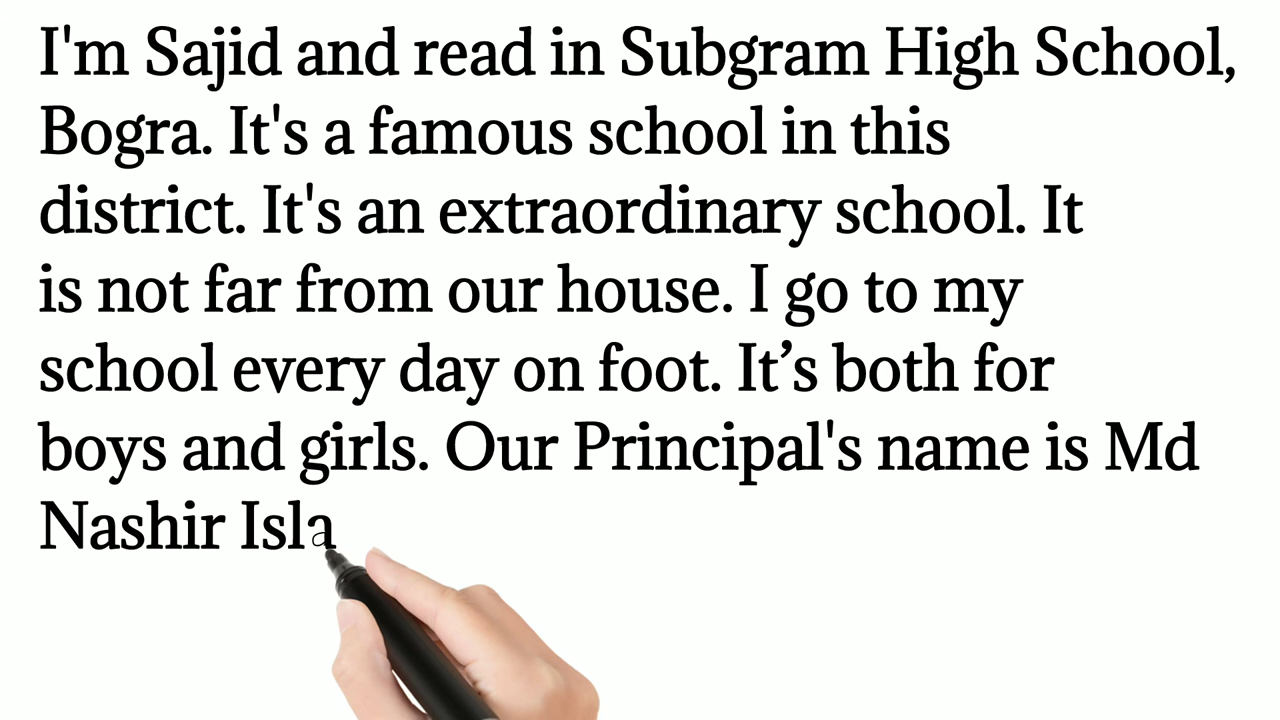 I'm Sajid and read in Subgram High School,
Bogra. It's a famous school in this
district. It's an extraordinary school. It
is not far from our house. I go to my
school every day on foot. It’s both for
boys and girls. Our Principal's name is Md
Nashir Isla